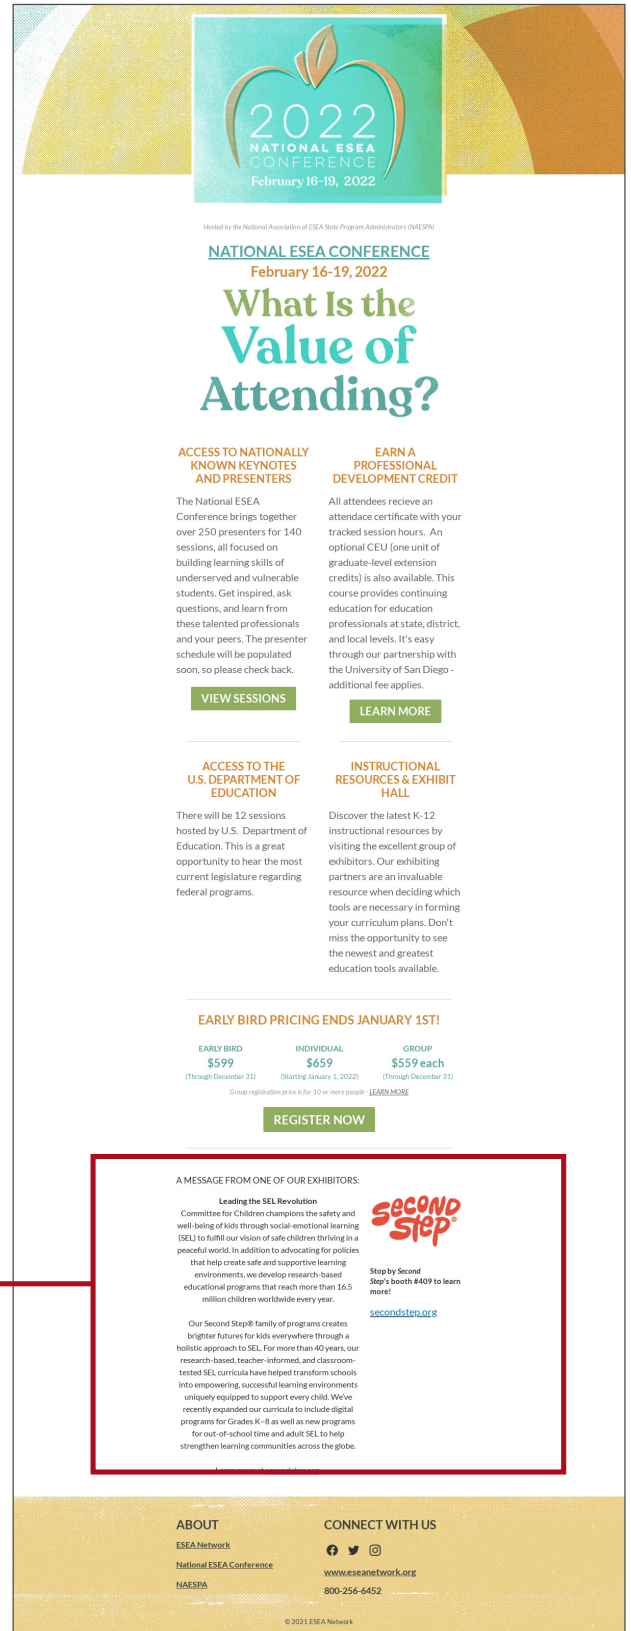 2022
NATIONAL ESEA
CONFERENCE
February 16-19, 2022
Hosted by the National Association of ESEA State Program Administrators (NAESPA)
NATIONAL ESEA CONFERENCE
February 16-19, 2022
What Is the
Value of
Attending?
ACCESS TO NATIONALLY
KNOWN KEYNOTES
AND PRESENTERS
The National ESEA
Conference brings together
over 250 presenters for 140
sessions, all focused on
building learning skills of
underserved and vulnerable
students. Get inspired, ask
questions, and learn from
these talented professionals
and your peers. The presenter
schedule will be populated
soon, so please check back.
VIEW SESSIONS
EARN A
PROFESSIONAL
DEVELOPMENT CREDIT
All attendees recieve an
attendace certificate with your
tracked session hours. An
optional CEU (one unit of
graduate-level extension
credits) is also available. This
course provides continuing
education for education
professionals at state, district,
and local levels. It's easy
through our partnership with
the University of San Diego -
additional fee applies.
LEARN MORE
ACCESS TO THE
U.S. DEPARTMENT OF
EDUCATION
There will be 12 sessions
hosted by U.S. Department of
Education. This is a great
opportunity to hear the most
current legislature regarding
federal programs.
INSTRUCTIONAL
RESOURCES & EXHIBIT
HALL
Discover the latest K-12
instructional resources by
visiting the excellent group of
exhibitors. Our exhibiting
partners are an invaluable
resource when deciding which
tools are necessary in forming
your curriculum plans. Don't
miss the opportunity to see
the newest and greatest
education tools available.
EARLY BIRD PRICING ENDS JANUARY 1ST!
EARLY BIRD
$599
(Through December 31)
INDIVIDUAL
$659
(Starting January 1, 2022)
GROUP
$559 each
(Through December 31)
Group registration price is for 10 or more people - LEARN MORE
REGISTER NOW
A MESSAGE FROM ONE OF OUR EXHIBITORS:
Leading the SEL Revolution
Committee for Children champions the safety and
well-being of kids through social-emotional learning
(SEL) to fulfill our vision of safe children thriving in a
peaceful world. In addition to advocating for policies
that help create safe and supportive learning
environments, we develop research-based
educational programs that reach more than 16.5
million children worldwide every year.
Our Second Step® family of programs creates
brighter futures for kids everywhere through a
holistic approach to SEL. For more than 40 years, our
research-based, teacher-informed, and classroom-
tested SEL curricula have helped transform schools
into empowering, successful learning environments
uniquely equipped to support every child. We've
recently expanded our curricula to include digital
programs for Grades K–8 as well as new programs
for out-of-school time and adult SEL to help
strengthen learning communities across the globe.
SECOND
STEP®
Stop by Second
Step's booth #409 to learn
more!
secondstep.org
ABOUT
ESEA Network
National ESEA Conference
NAESPA
CONNECT WITH US
www.eseanetwork.org
800-256-6452
© 2021 ESEA Network